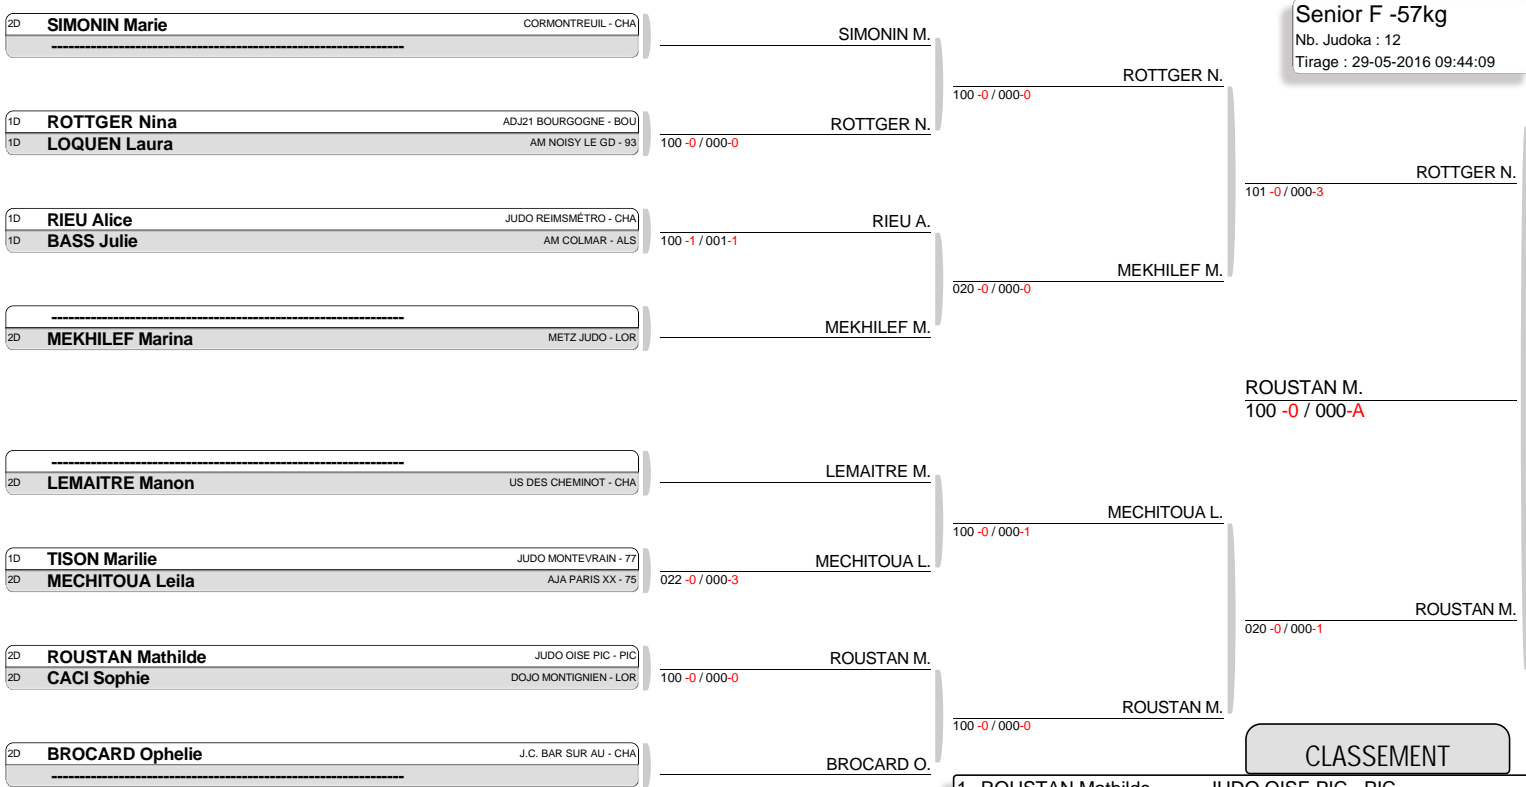 Senior F -57kg
Nb. Judoka : 12
Tirage : 29-05-2016 09:44:09
2D SIMONIN Marie CORMONTREUIL - CHA
----------------------------------------------------------------
1D ROTTGER Nina ADJ21 BOURGOGNE - BOU
1D LOQUEN Laura AM NOISY LE GD - 93
1D RIEU Alice JUDO REIMSMÉTRO - CHA
1D BASS Julie AM COLMAR - ALS
----------------------------------------------------------------
2D MEKHILEF Marina METZ JUDO - LOR
----------------------------------------------------------------
2D LEMAITRE Manon US DES CHEMINOT - CHA
1D TISON Marilie JUDO MONTEVRAIN - 77
2D MECHITOUA Leila AJA PARIS XX - 75
2D ROUSTAN Mathilde JUDO OISE PIC - PIC
2D CACI Sophie DOJO MONTIGNIEN - LOR
2D BROCARD Ophelie J.C. BAR SUR AU - CHA
----------------------------------------------------------------
SIMONIN M.
ROTTGER N.
100 -0 / 000-0
RIEU A.
100 -1 / 001-1
MEKHILEF M.
LEMAITRE M.
MECHITOUA L.
022 -0 / 000-3
ROUSTAN M.
100 -0 / 000-0
BROCARD O.
ROTTGER N.
100 -0 / 000-0
MEKHILEF M.
020 -0 / 000-0
MECHITOUA L.
100 -0 / 000-1
ROUSTAN M.
100 -0 / 000-0
ROTTGER N.
101 -0 / 000-3
ROUSTAN M.
100 -0 / 000-A
ROUSTAN M.
020 -0 / 000-1
CLASSEMENT
1 ROUSTAN Mathilde JUDO OISE PIC - PIC